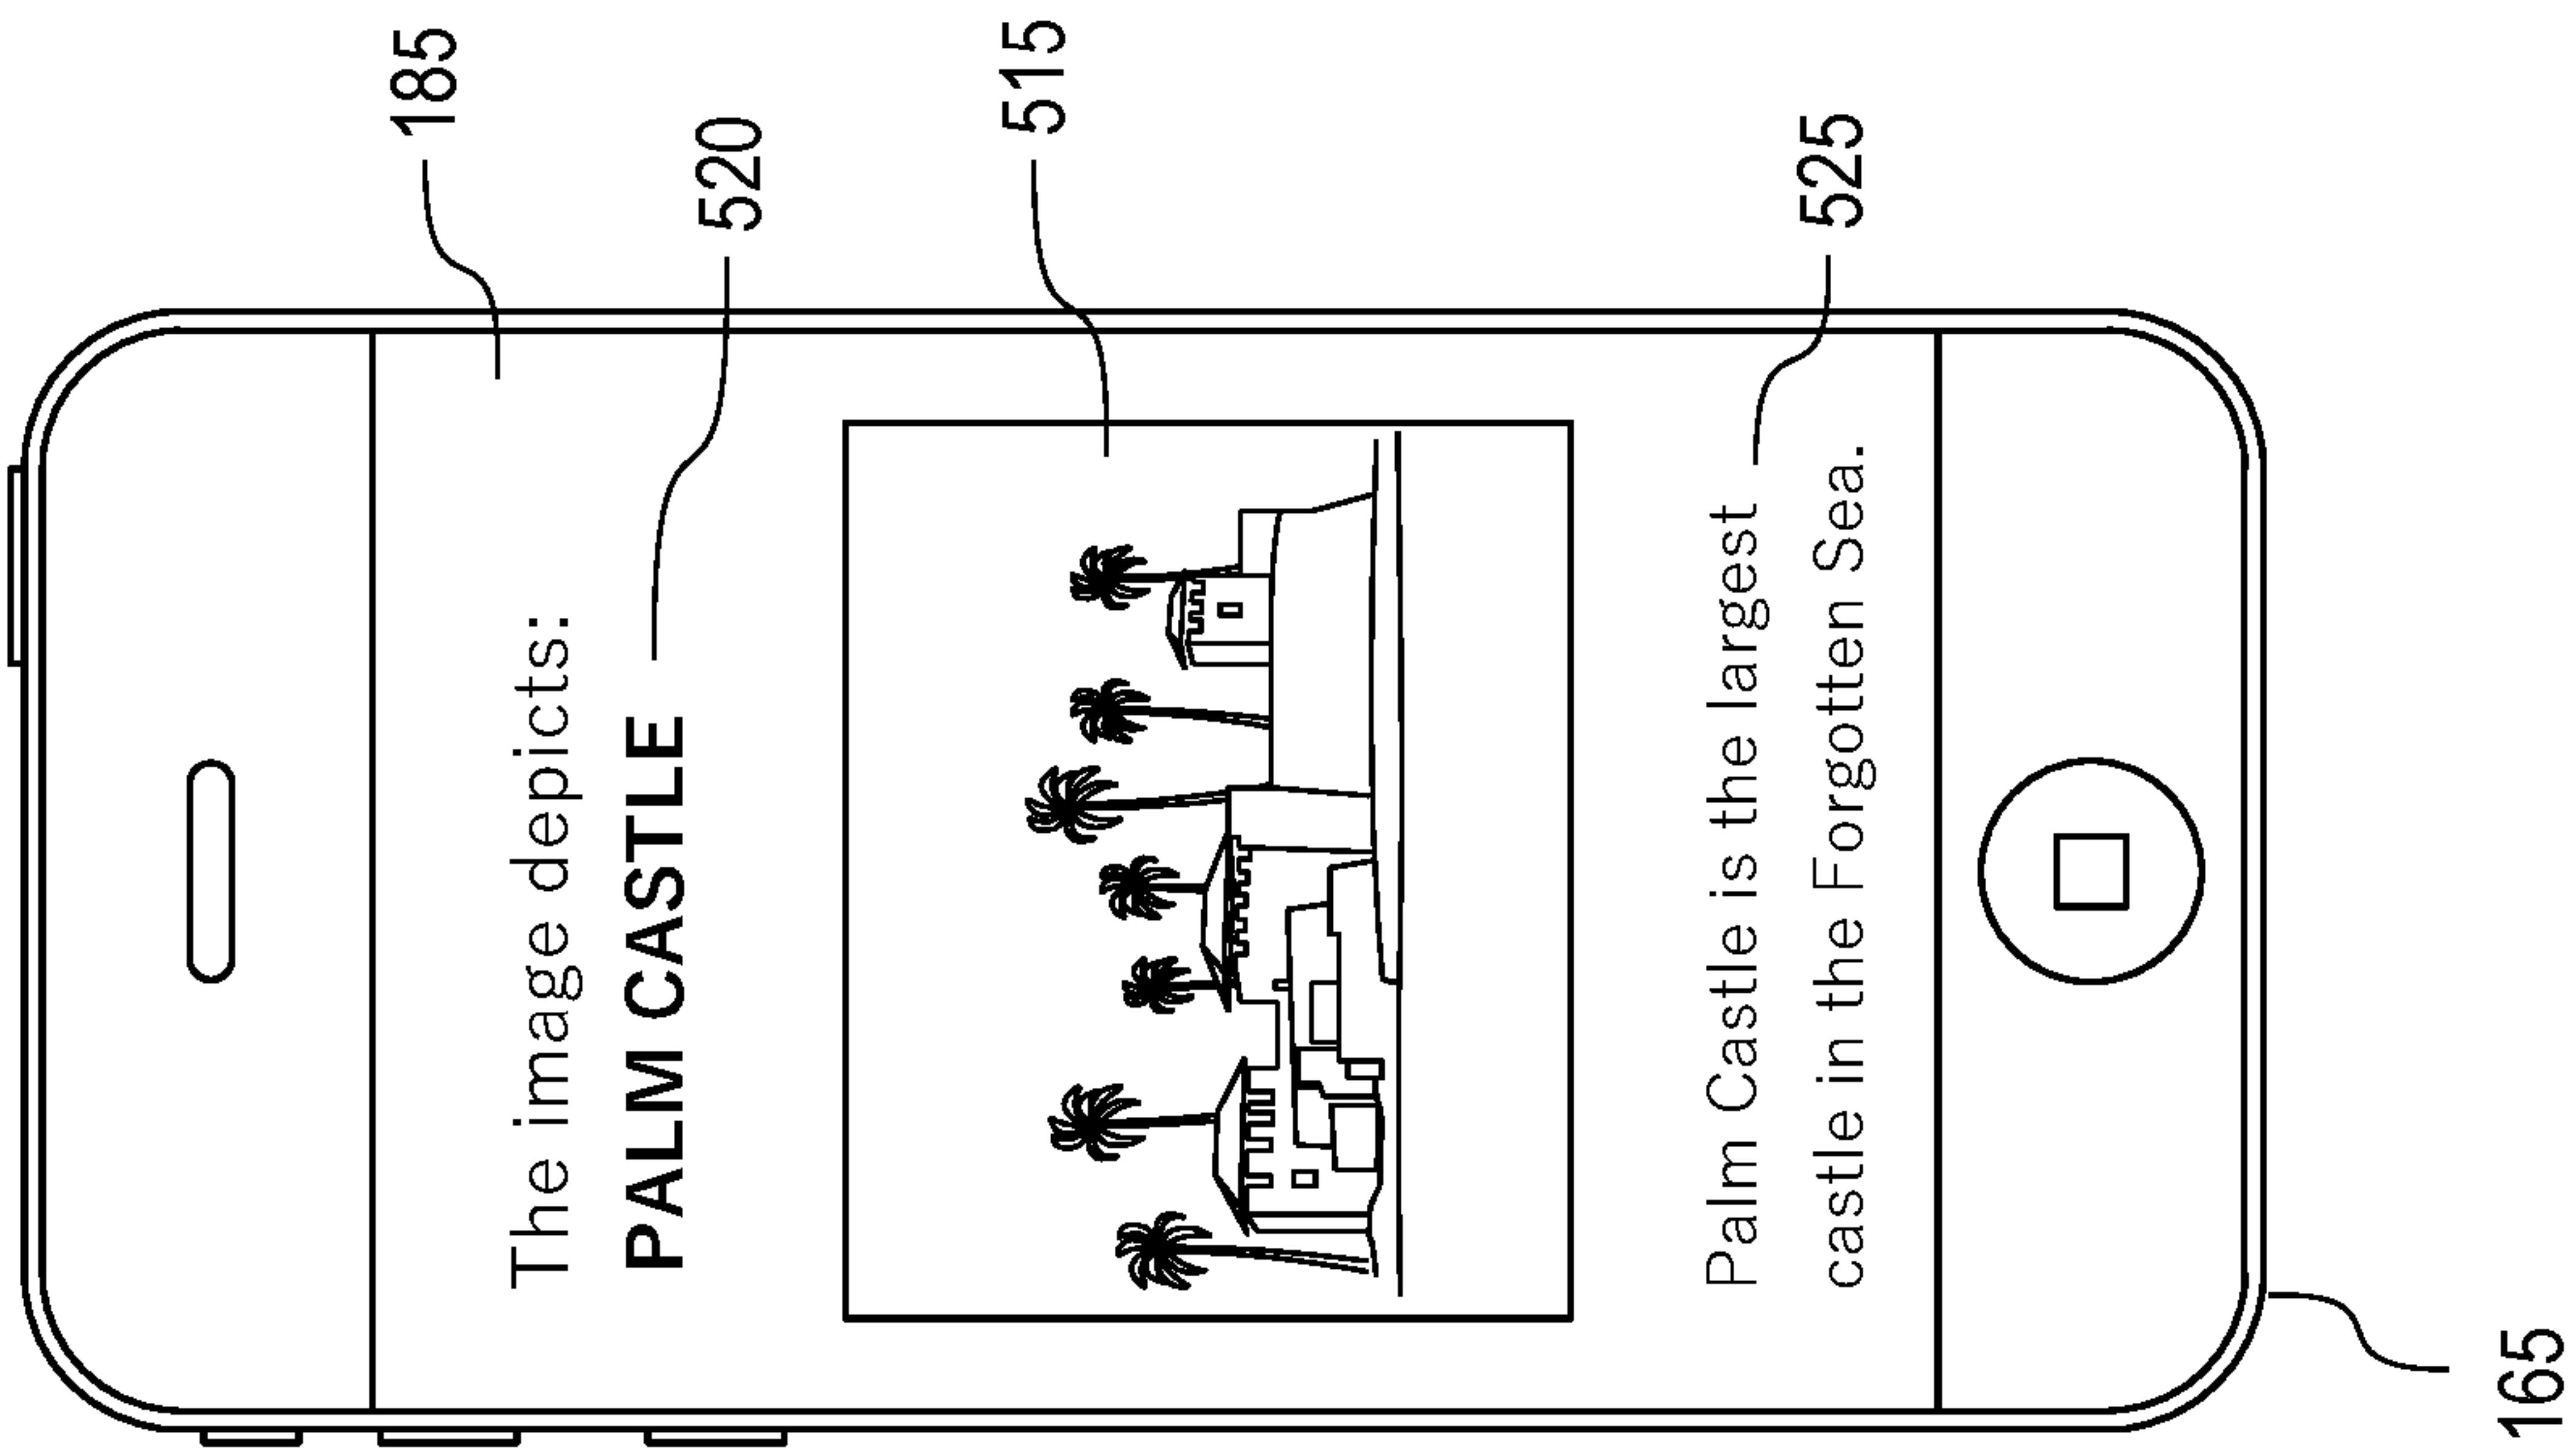 185
The image depicts:
PALM CASTLE
520
515
Palm Castle is the largest
castle in the Forgotten Sea.
525
165